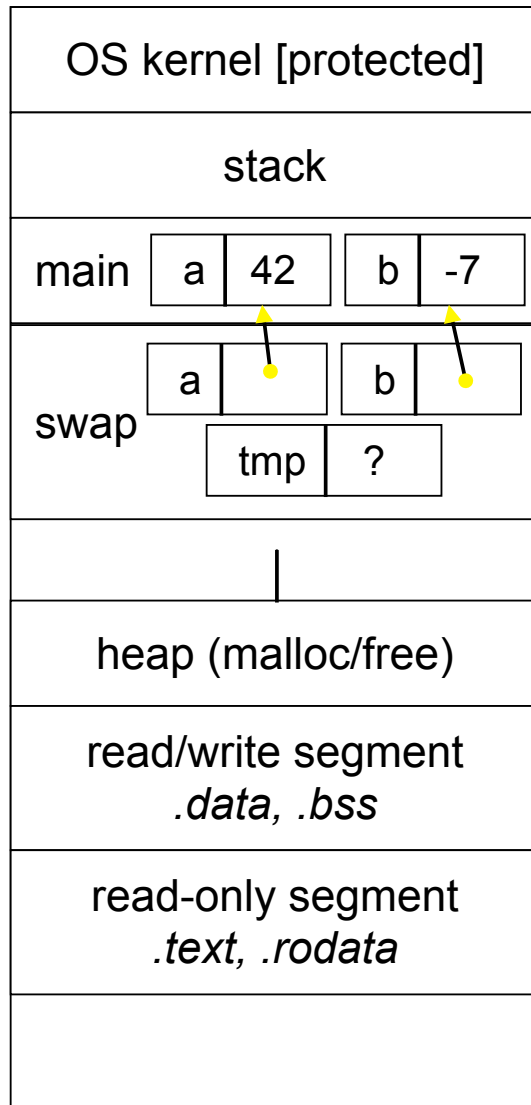 OS kernel [protected]
stack
main a 42 b -7
a b
swap
tmp ?
heap (malloc/free)
read/write segment
.data, .bss
read-only segment
.text, .rodata